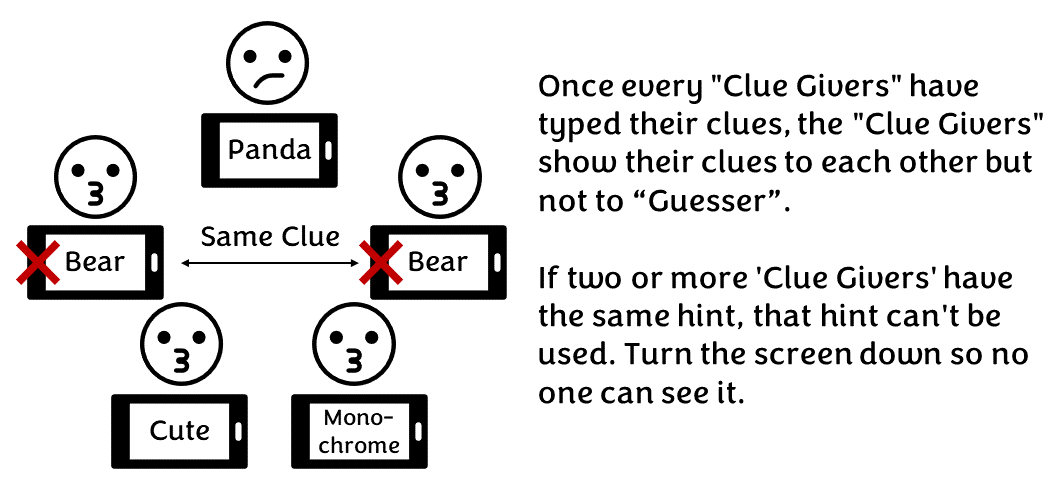 Panda
Same Clue
Bear
Bear
Cute
Mono-
chrome
Once every "Clue Givers" have
typed their clues, the "Clue Givers"
show their clues to each other but
not to “Guesser”.
If two or more 'Clue Givers' have
the same hint, that hint can't be
used. Turn the screen down so no
one can see it.